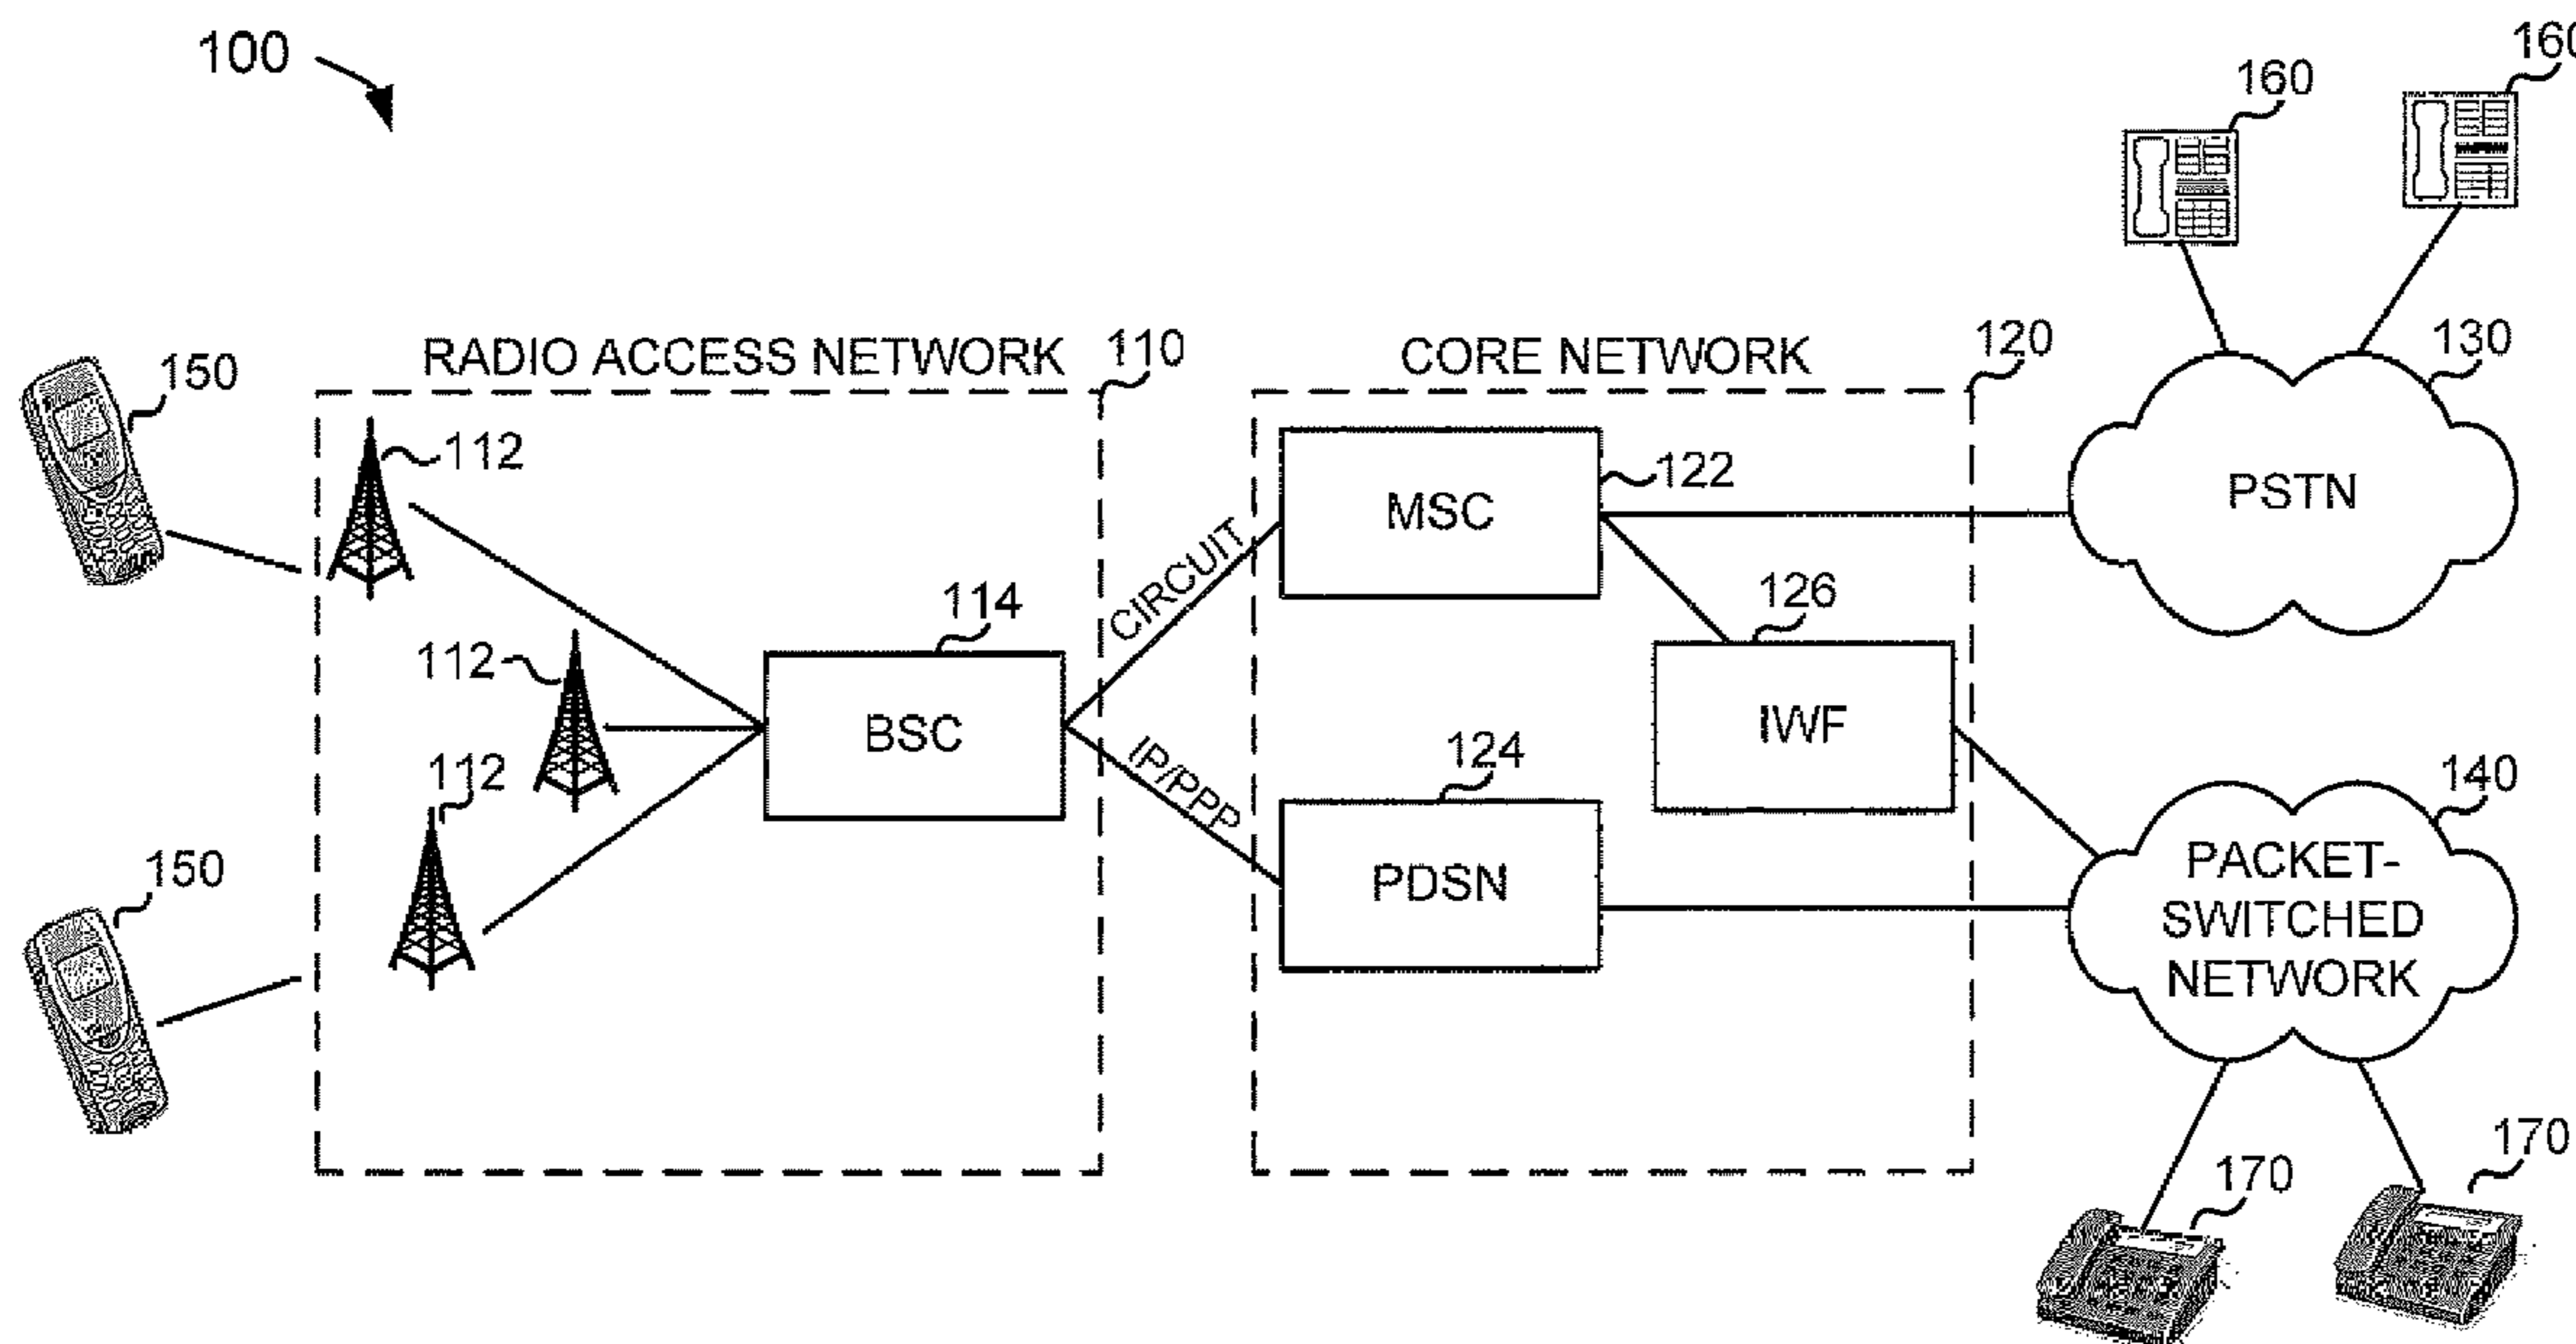 100
160
160
RADIO ACCESS NETWORK
110
CORE NETWORK
120
130
150
112
MSC
122
PSTN
CIRCUIT
126
114
112
BSC
IWF
IP/PPP
124
112
140
PDSN
PACKET-
SWITCHED
NETWORK
150
170
170